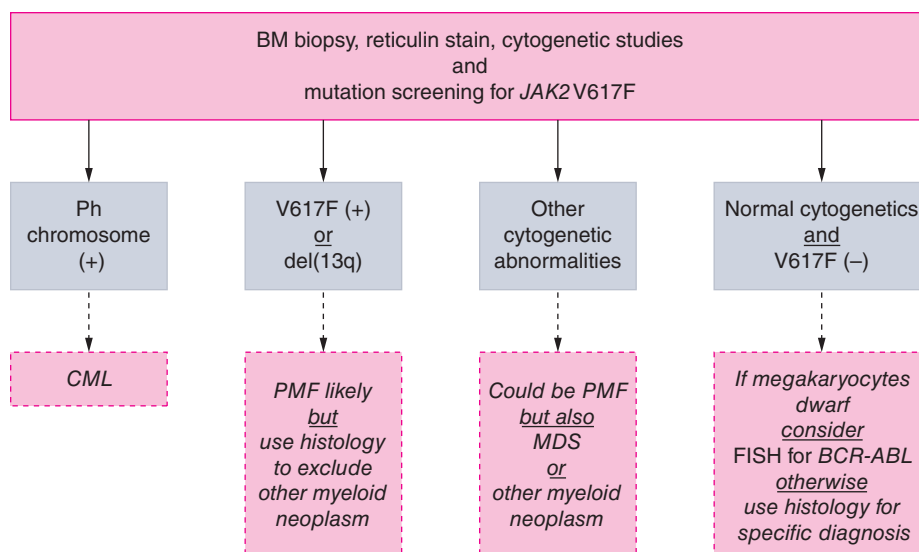 BM biopsy, reticulin stain, cytogenetic studies
and
mutation screening for JAK2 V617F
Ph
chromosome
(+)
V617F (+)
or
del(13q)
Other
cytogenetic
abnormalities
Normal cytogenetics
and
V617F (–)
CML
PMF likely
but
use histology
to exclude
other myeloid
neoplasm
Could be PMF
but also
MDS
or
other myeloid
neoplasm
If megakaryocytes
dwarf
consider
FISH for BCR-ABL
otherwise
use histology for
specific diagnosis